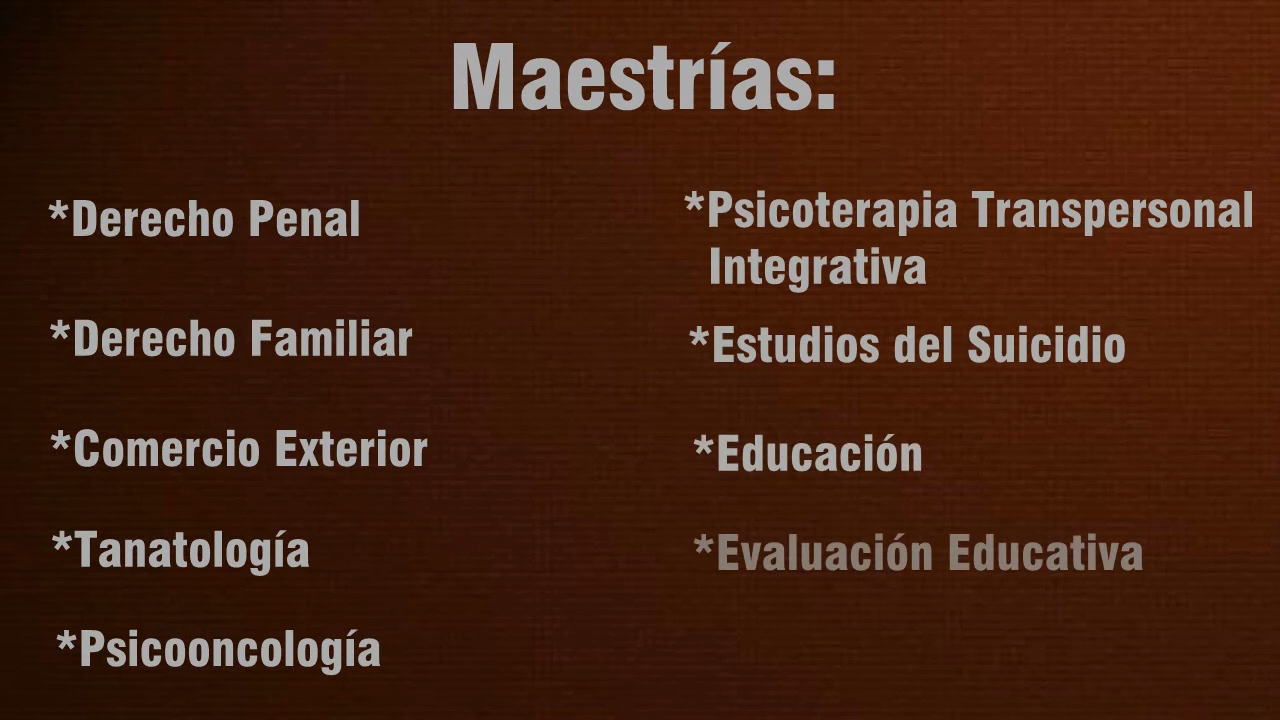 Maestrías:
*Derecho Penal
*Derecho Familiar
*Comercio Exterior
*Tanatología
*Psicooncología
*Psicoterapia Transpersonal
Integrativa
*Estudios del Suicidio
*Educación
*Evaluación Educativa